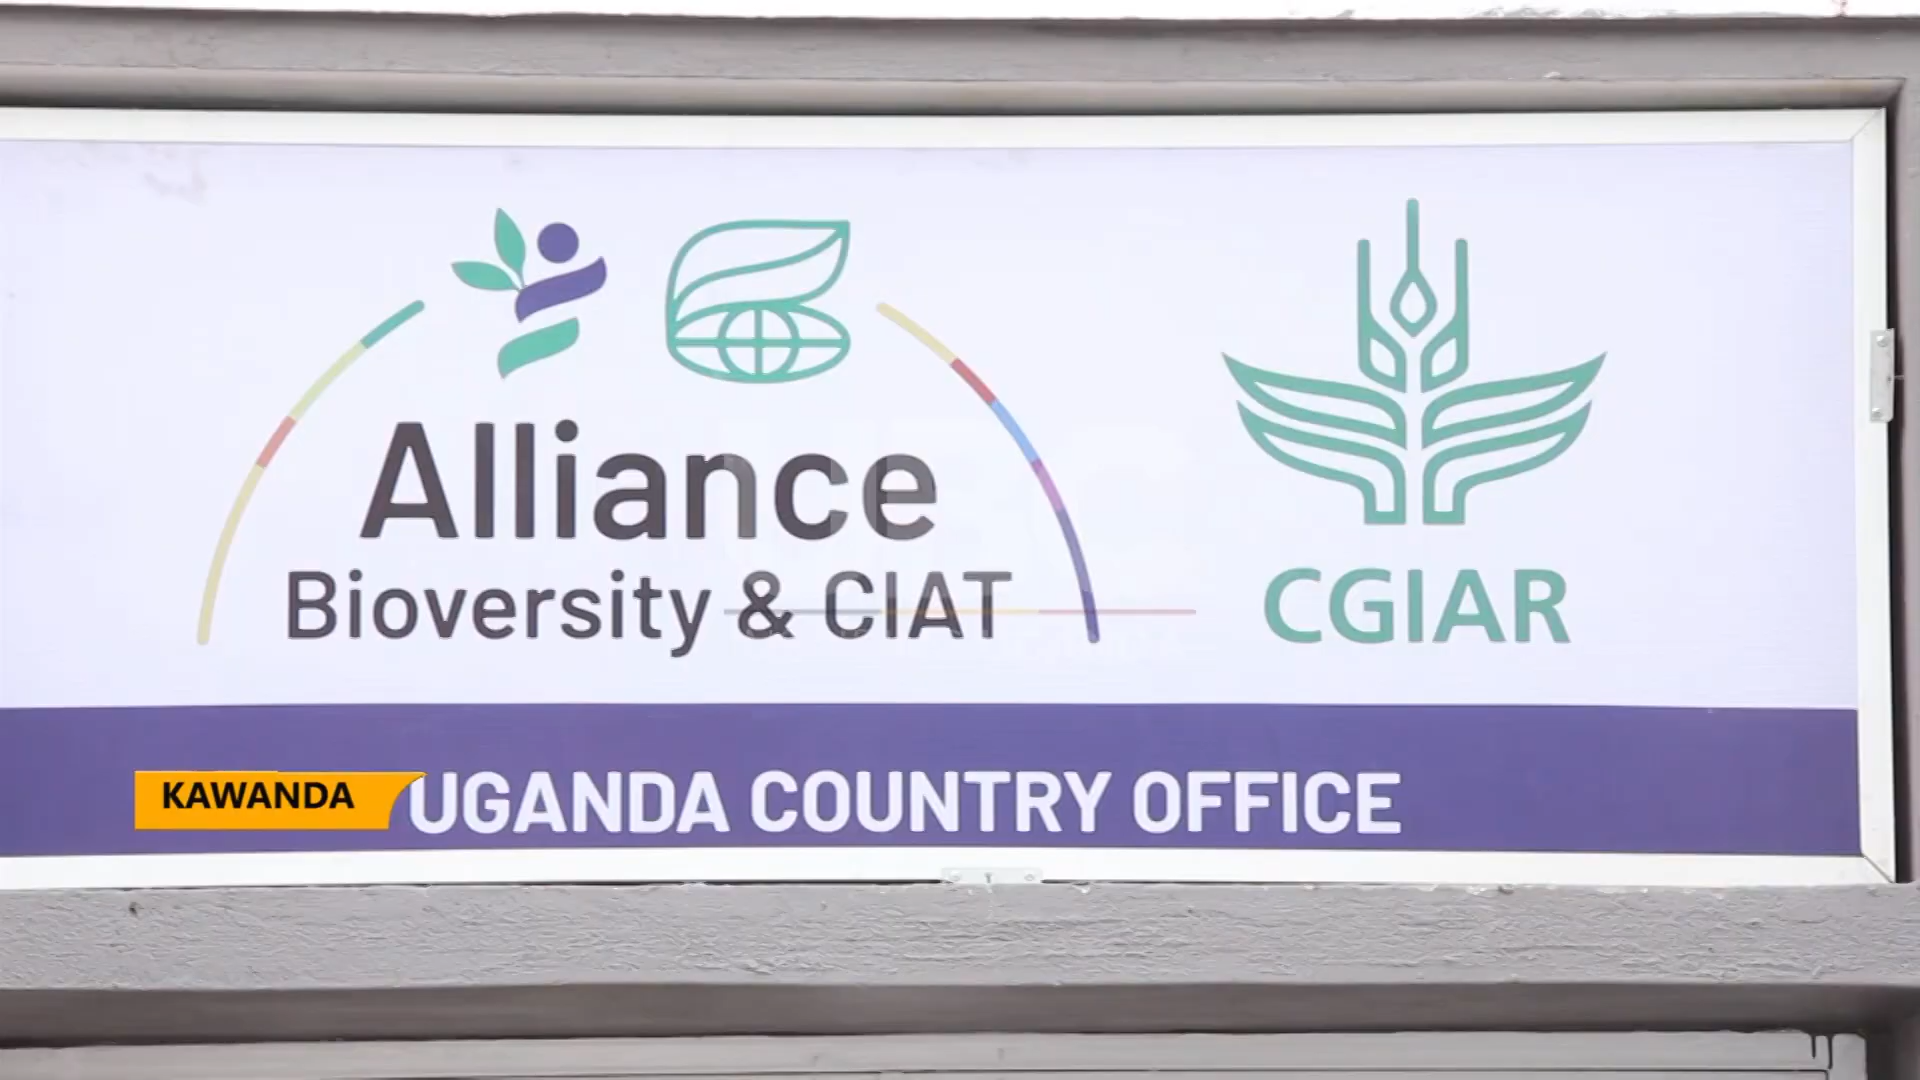 Alliance
Bioversity & CIAT
CGIAR
KAWANDA
UGANDA COUNTRY OFFICE